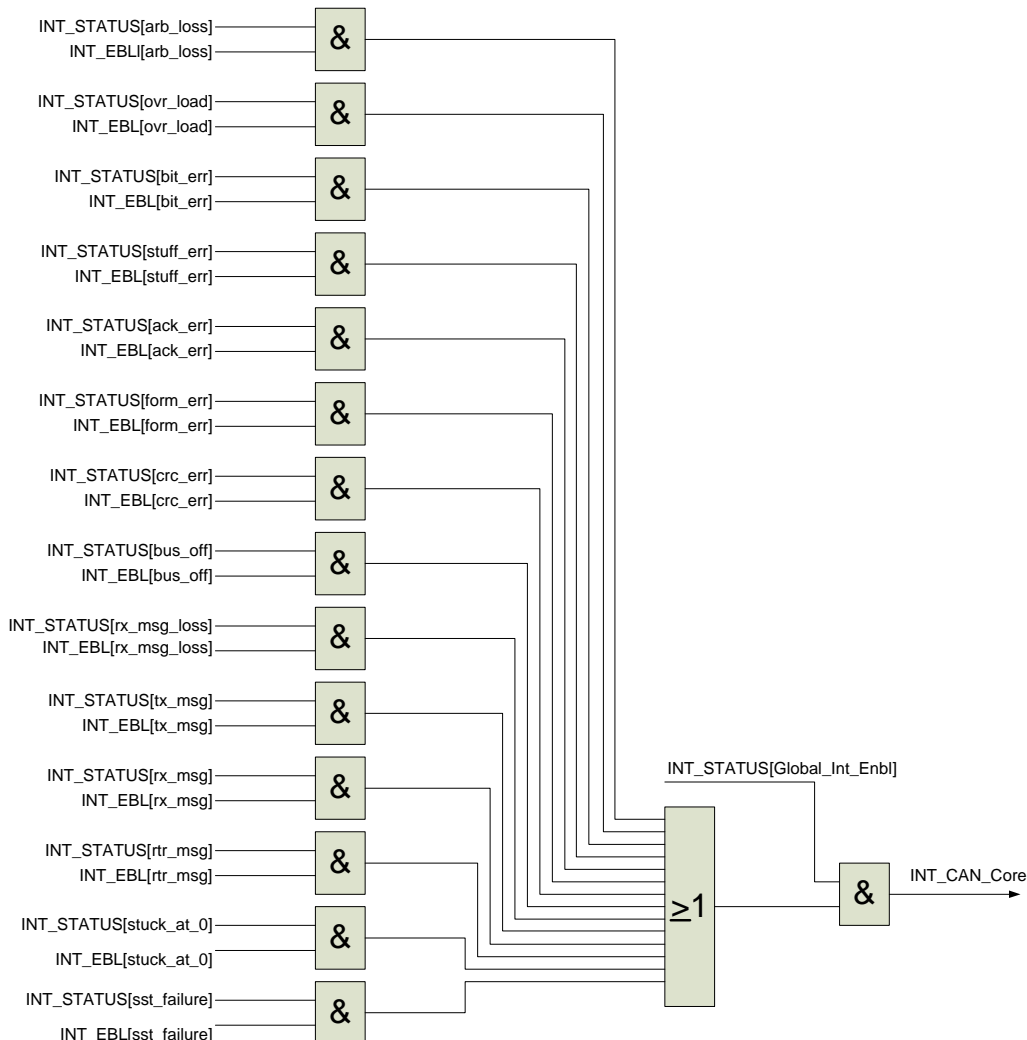 INT_STATUS[arb_loss]
INT_EBLI[arb_loss]
&
INT_STATUS[ovr_load]
INT_EBL[ovr_load]
&
INT_STATUS[bit_err]
INT_EBL[bit_err]
&
INT_STATUS[stuff_err]
INT_EBL[stuff_err]
&
INT_STATUS[ack_err]
INT_EBL[ack_err]
&
INT_STATUS[form_err]
INT_EBL[form_err]
&
INT_STATUS[crc_err]
INT_EBL[crc_err]
&
INT_STATUS[bus_off]
INT_EBL[bus_off]
&
INT_STATUS[rx_msg_loss]
INT_EBL[rx_msg_loss]
&
INT_STATUS[tx_msg]
INT_EBL[tx_msg]
&
INT_STATUS[rx_msg]
INT_EBL[rx_msg]
&
INT_STATUS[rtr_msg]
INT_EBL[rtr_msg]
&
INT_STATUS[stuck_at_0]
INT_EBL[stuck_at_0]
&
INT_STATUS[sst_failure]
INT_EBL[sst_failure]
&
INT_STATUS[Global_Int_Enbl]
≥1
&
INT_CAN_Core